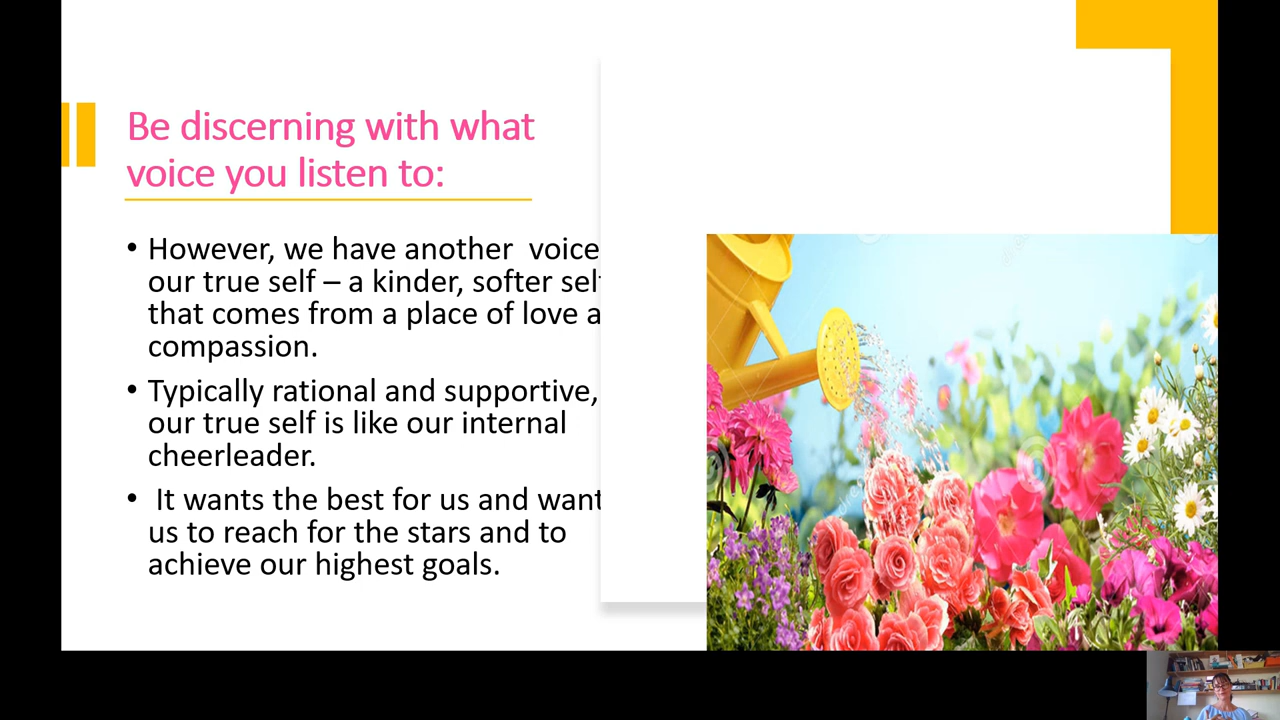 Be discerning with what
voice you listen to:
• However, we have another  voice
our true self – a kinder, softer self
that comes from a place of love a
compassion.
• Typically rational and supportive,
our true self is like our internal
cheerleader.
•  It wants the best for us and want
us to reach for the stars and to
achieve our highest goals.